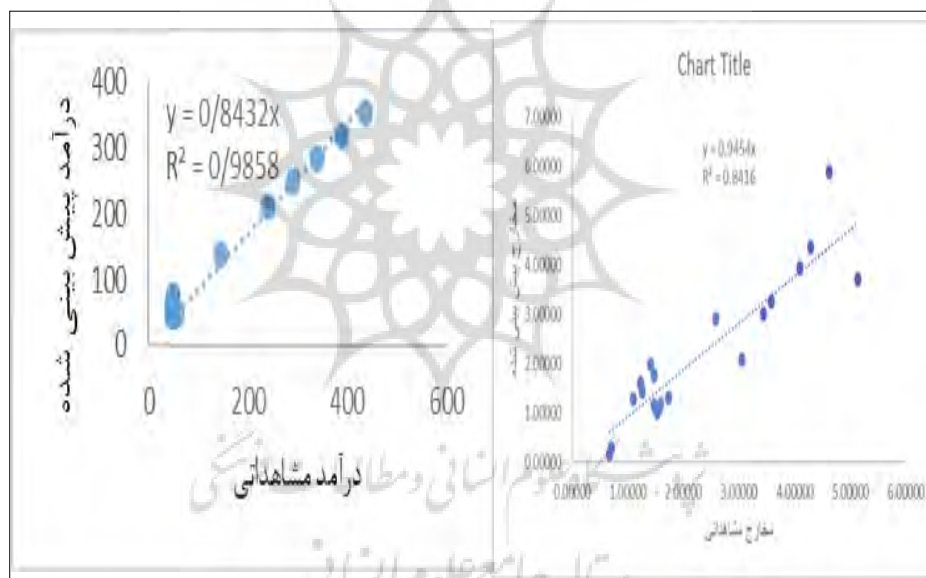 درآمد پیش بینی شده
400
300
200
100
0
y = 0/8432x
R² = 0/9858
0 200 400 600
درآمد مشاهداتی
Chart Title
y = 0.9454x
R² = 0.8416
7.00000
6.00000
5.00000
4.00000
3.00000
2.00000
1.00000
0.00000
0.00000 1.00000 2.00000 3.00000 4.00000 5.00000 6.00000
مخارج مشاهداتی